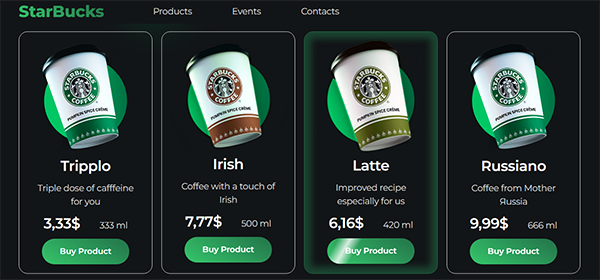 StarBucks Products Events Contacts
STARBUCKS COFFEE
PUMPKIN SPICE CRÈME
Tripplo
Triple dose of cafffeine
for you
3,33$ 333 ml
Buy Product
STARBUCKS COFFEE
PUMPKIN SPICE CRÈME
Irish
Coffee with a touch of
Irish
7,77$ 500 ml
Buy Product
STARBUCKS COFFEE
PUMPKIN SPICE CRÈME
Latte
Improved recipe
especially for us
6,16$ 420 ml
Buy Product
STARBUCKS COFFEE
PUMPKIN SPICE CRÈME
Russiano
Coffee from Mother
Яussia
9,99$ 666 ml
Buy Product